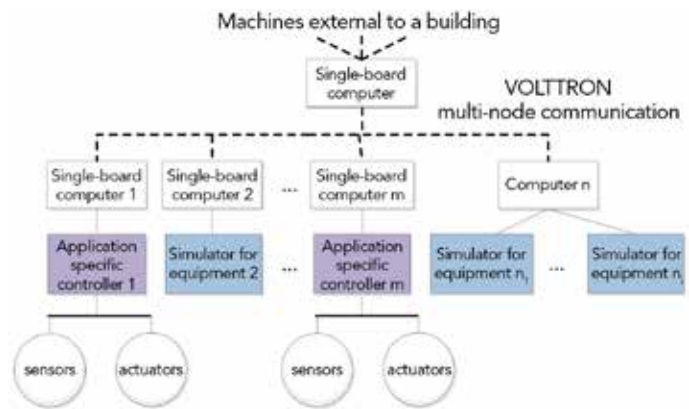 Machines external to a building
Single-board
computer
VOLTTRON
multi-node communication
Single-board
computer 1
Single-board
computer 2
...
Single-board
computer m
Computer n
Application
specific
controller 1
Simulator for
equipment 2
...
Application
specific
controller m
Simulator for
equipment n₁
...
Simulator for
equipment n
sensors
actuators
sensors
actuators